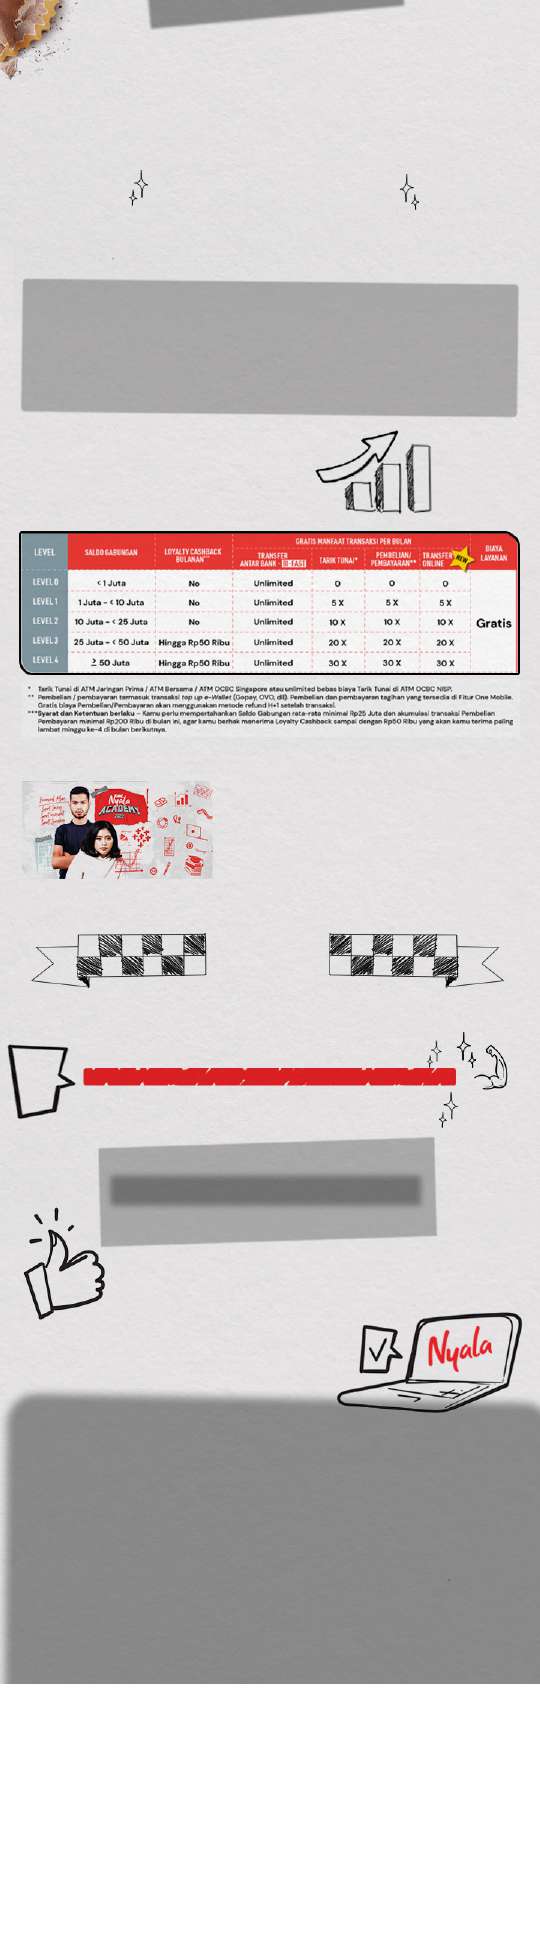 GRATIS MANFAAT TRANSAKSI PER BULAN
LEVEL SALDO GABUNGAN LOYALTY CASHBACK BULANAN*** TRANSFER ANTAR BANK - BI-FAST TARIK TUNAI* PEMBELIAN/ PEMBAYARAN** TRANSFER ONLINE NEW BIAYA LAYANAN
LEVEL 0 < 1 Juta No Unlimited 0 0 0
LEVEL 1 1 Juta - < 10 Juta No Unlimited 5 X 5 X 5 X
LEVEL 2 10 Juta - < 25 Juta No Unlimited 10 X 10 X 10 X Gratis
LEVEL 3 25 Juta - < 50 Juta Hingga Rp50 Ribu Unlimited 20 X 20 X 20 X
LEVEL 4 ≥ 50 Juta Hingga Rp50 Ribu Unlimited 30 X 30 X 30 X
* Tarik Tunai di ATM Jaringan Prima / ATM Bersama / ATM OCBC Singapore atau unlimited bebas biaya Tarik Tunai di ATM OCBC NISP.
** Pembelian / pembayaran termasuk transaksi top up e-Wallet (Gopay, OVO, dll). Pembelian dan pembayaran tagihan yang tersedia di Fitur One Mobile.
Gratis biaya Pembelian/Pembayaran akan menggunakan metode refund H+1 setelah transaksi.
***Syarat dan Ketentuan berlaku – Kamu perlu mempertahankan Saldo Gabungan rata-rata minimal Rp25 Juta dan akumulasi transaksi Pembelian
Pembayaran minimal Rp200 Ribu di bulan ini, agar kamu berhak menerima Loyalty Cashback sampai dengan Rp50 Ribu yang akan kamu terima paling
lambat minggu ke-4 di bulan berikutnya.
Nyala
ACADEMY
Nyala